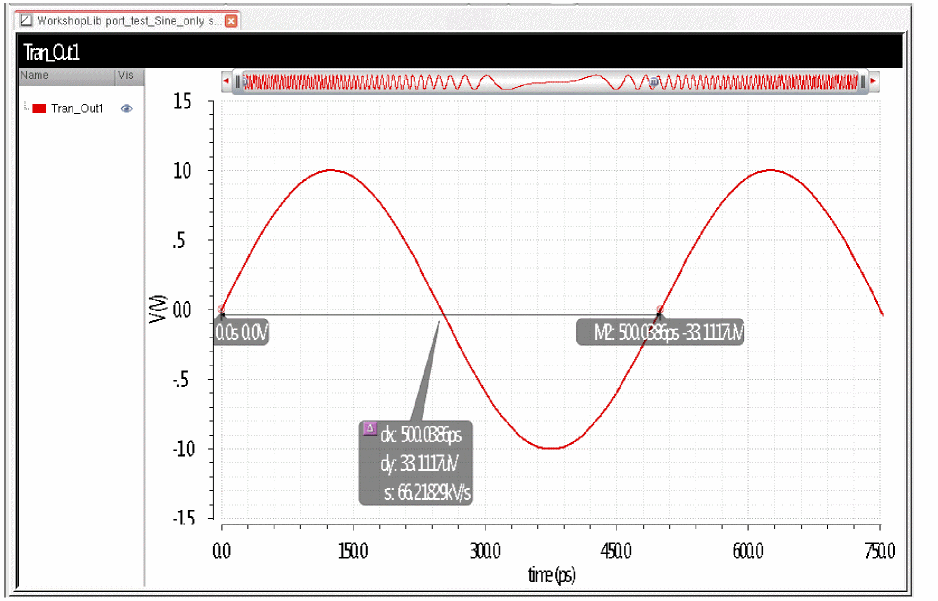 WorkshopLib port_test_Sine_only s...
Tran_Out1
Name Vis
Tran_Out1
15
10
.5
0.0
-.5
-10
-1.5
V (V)
0.0s 0.0V
M2: 500.0386ps -33.1117uV
dx: 500.0386ps
dy: 33.1117uV
s: 66.21829kV/s
0.0 150.0 300.0 450.0 600.0 750.0
time (ps)